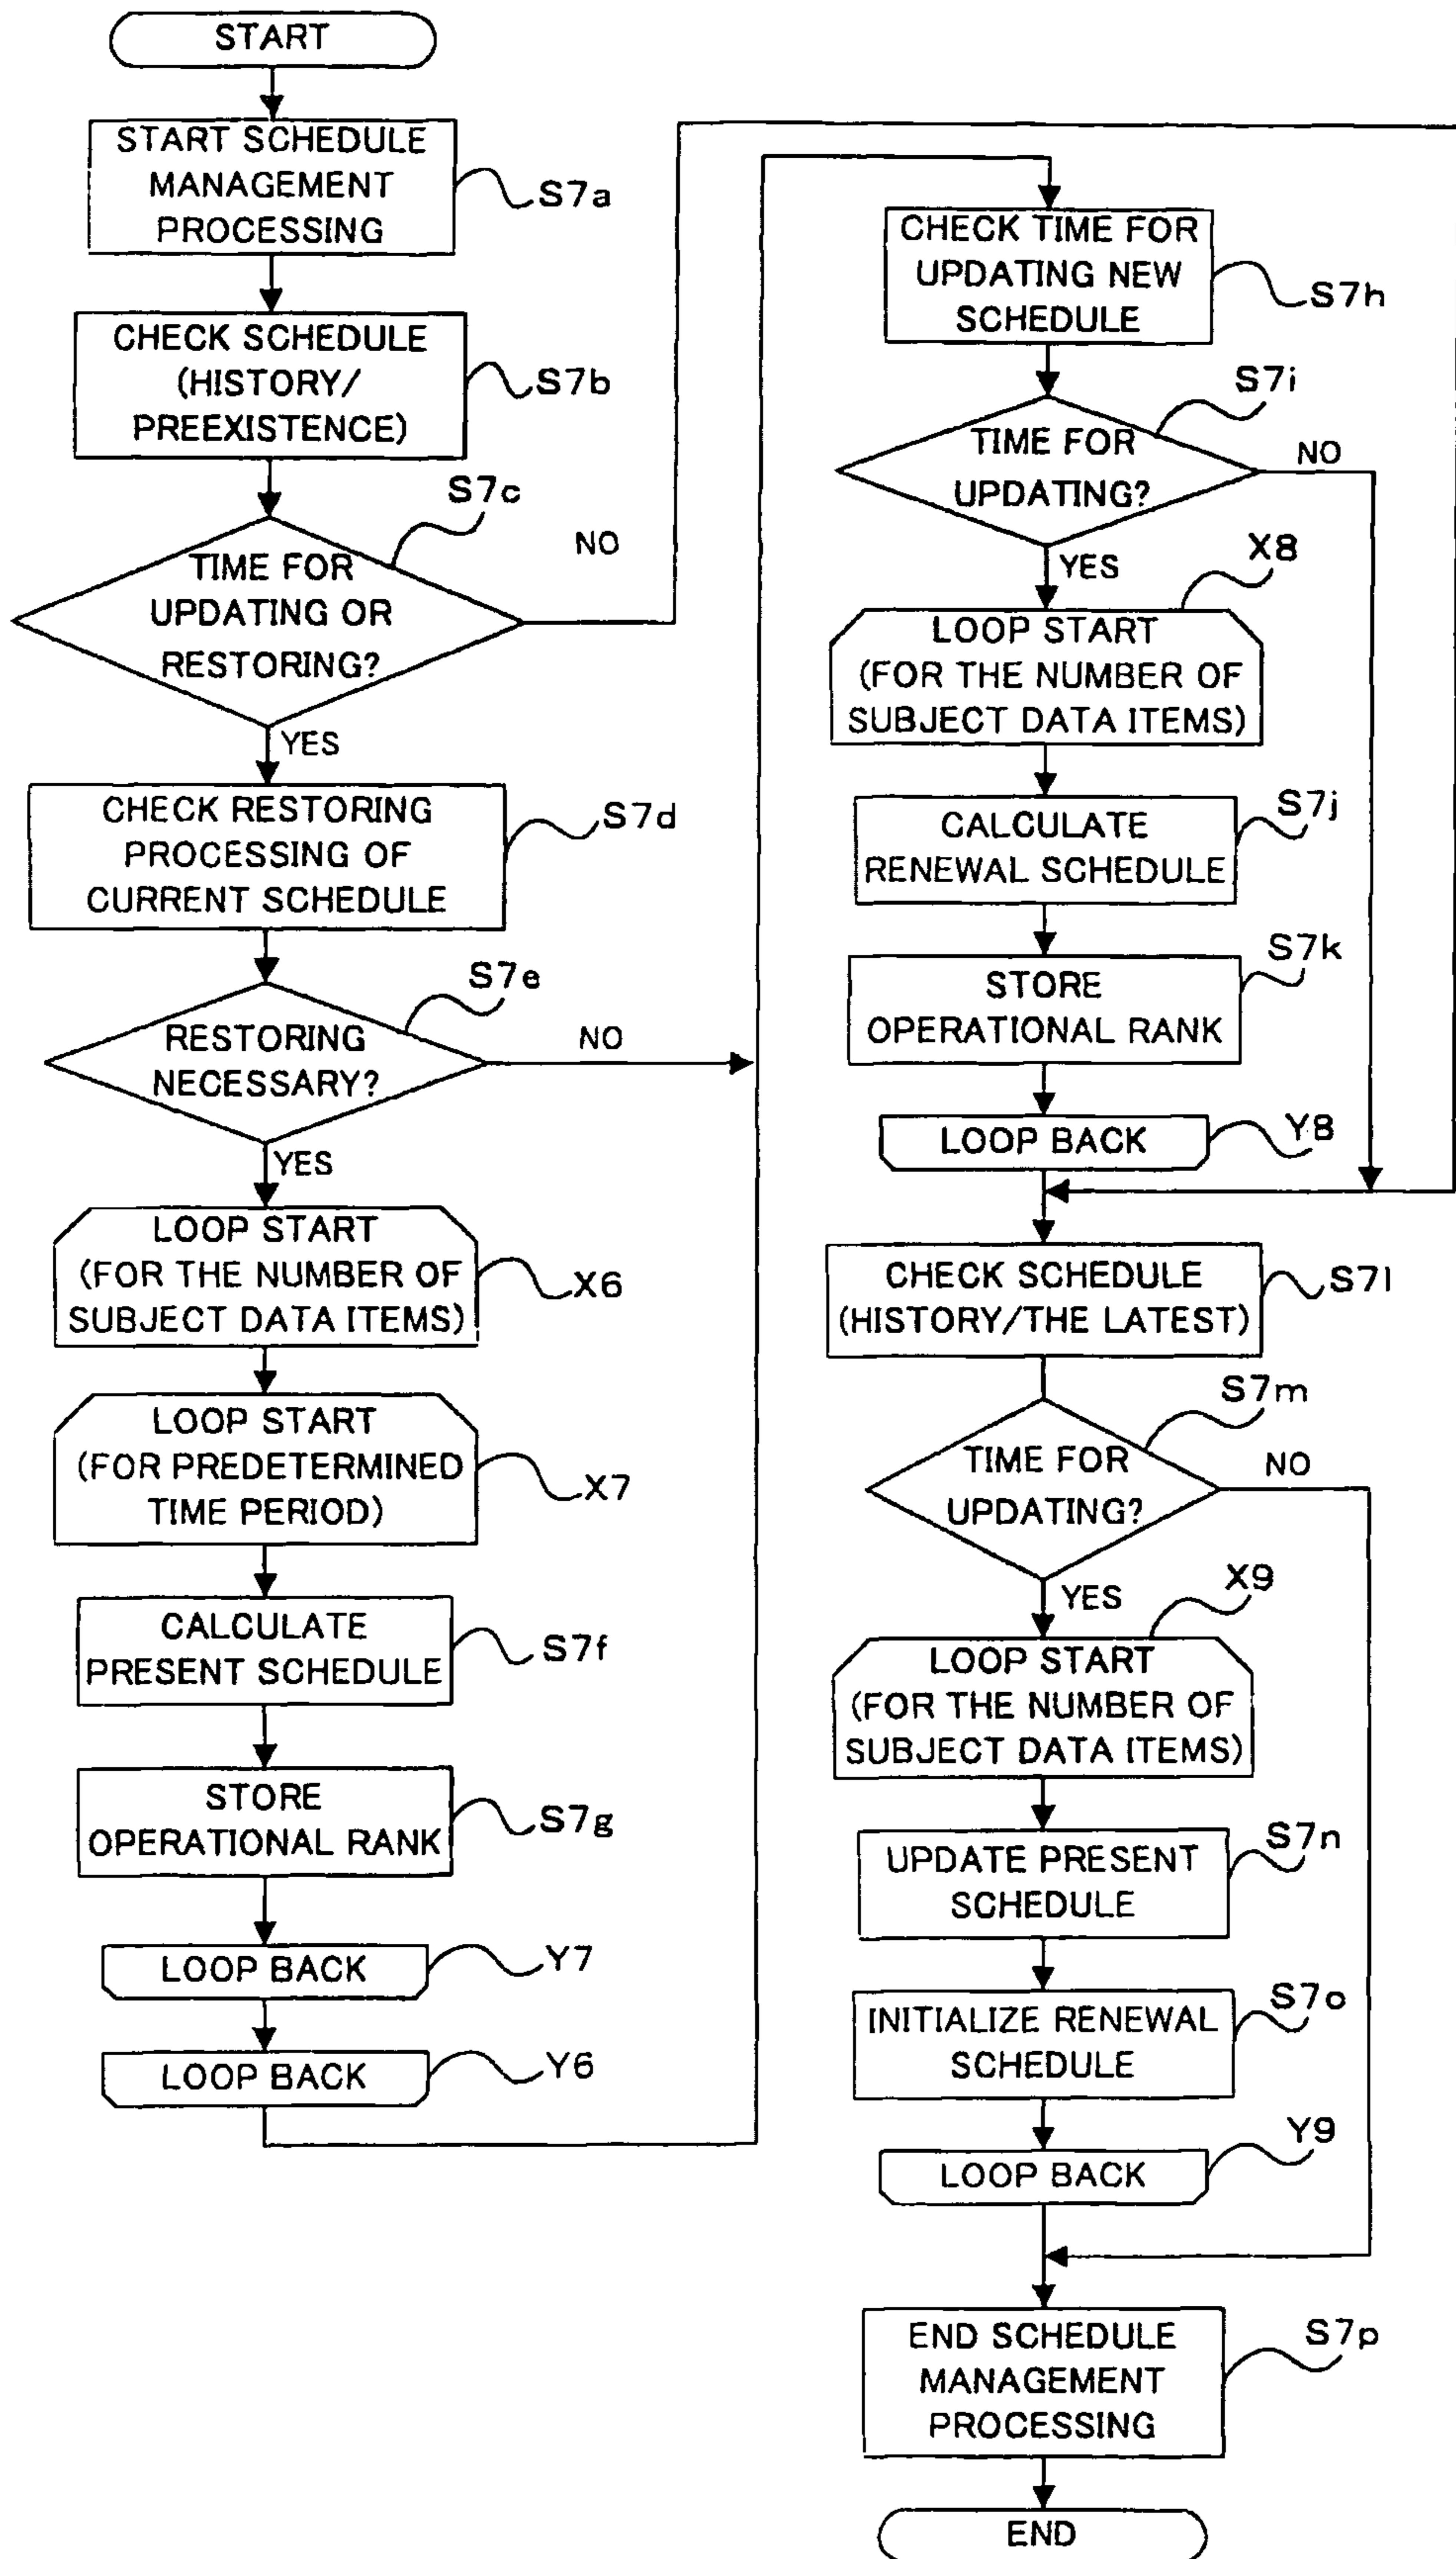 START
START SCHEDULE
MANAGEMENT
PROCESSING
S7a
CHECK SCHEDULE
(HISTORY/
PREEXISTENCE)
S7b
S7c
TIME FOR
UPDATING OR
RESTORING?
NO
YES
CHECK RESTORING
PROCESSING OF
CURRENT SCHEDULE
S7d
S7e
RESTORING
NECESSARY?
NO
YES
LOOP START
(FOR THE NUMBER OF
SUBJECT DATA ITEMS)
X6
LOOP START
(FOR PREDETERMINED
TIME PERIOD)
X7
CALCULATE
PRESENT SCHEDULE
S7f
STORE
OPERATIONAL RANK
S7g
LOOP BACK
Y7
LOOP BACK
Y6
CHECK TIME FOR
UPDATING NEW
SCHEDULE
S7h
S7i
TIME FOR
UPDATING?
NO
YES
X8
LOOP START
(FOR THE NUMBER OF
SUBJECT DATA ITEMS)
CALCULATE
RENEWAL SCHEDULE
S7j
STORE
OPERATIONAL RANK
S7k
LOOP BACK
Y8
CHECK SCHEDULE
(HISTORY/THE LATEST)
S7l
S7m
TIME FOR
UPDATING?
NO
YES
X9
LOOP START
(FOR THE NUMBER OF
SUBJECT DATA ITEMS)
UPDATE PRESENT
SCHEDULE
S7n
INITIALIZE RENEWAL
SCHEDULE
S7o
LOOP BACK
Y9
END SCHEDULE
MANAGEMENT
PROCESSING
S7p
END